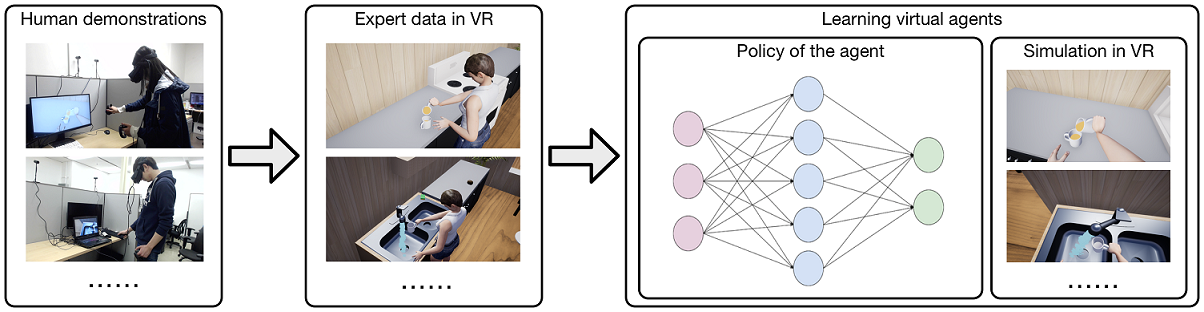 Human demonstrations
......
Expert data in VR
......
Learning virtual agents
Policy of the agent
Simulation in VR
......